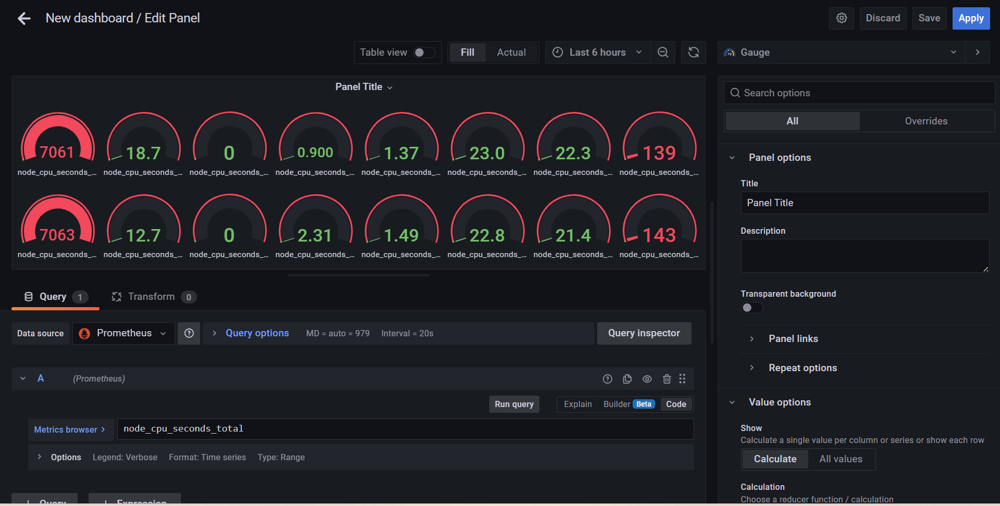 New dashboard / Edit Panel
Discard
Save
Apply
Table view
Fill
Actual
Last 6 hours
79
Gauge
Panel Title
7061
18.7
0
0.900
1.37
23.0
22.3
139
node_cpu_seconds_...
node_cpu_seconds_...
node_cpu_seconds_...
node_cpu_seconds_...
node_cpu_seconds_...
node_cpu_seconds_...
node_cpu_seconds_...
node_cpu_seconds_...
7063
12.7
0
2.31
1.49
22.8
21.4
143
node_cpu_seconds_...
node_cpu_seconds_...
node_cpu_seconds_...
node_cpu_seconds_...
node_cpu_seconds_...
node_cpu_seconds_...
node_cpu_seconds_...
node_cpu_seconds_...
Query 1
Transform 0
Data source
Prometheus
Query options
MD = auto = 979
Interval = 20s
Query inspector
A
(Prometheus)
Run query
Explain
Builder Beta
Code
Metrics browser >
node_cpu_seconds_total
Options
Legend: Verbose
Format: Time series
Type: Range
+ Query
+ Expression
Search options
All
Overrides
Panel options
Title
Panel Title
Description
Transparent background
Panel links
Repeat options
Value options
Show
Calculate a single value per column or series or show each row
Calculate
All values
Calculation
Choose a reducer function / calculation